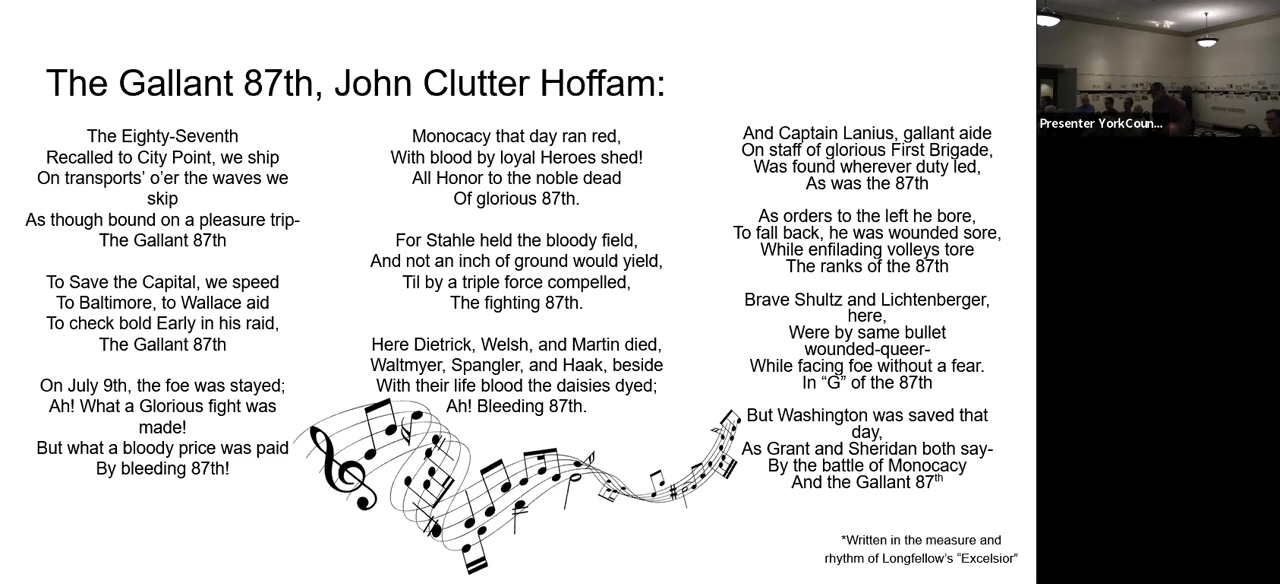 The Gallant 87th, John Clutter Hoffam:
The Eighty-Seventh
Recalled to City Point, we ship
On transports’ o’er the waves we
skip
As though bound on a pleasure trip-
The Gallant 87th
To Save the Capital, we speed
To Baltimore, to Wallace aid
To check bold Early in his raid,
The Gallant 87th
On July 9th, the foe was stayed;
Ah! What a Glorious fight was
made!
But what a bloody price was paid
By bleeding 87th!
Monocacy that day ran red,
With blood by loyal Heroes shed!
All Honor to the noble dead
Of glorious 87th.
For Stahle held the bloody field,
And not an inch of ground would yield,
Til by a triple force compelled,
The fighting 87th.
Here Dietrick, Welsh, and Martin died,
Waltmyer, Spangler, and Haak, beside
With their life blood the daisies dyed;
Ah! Bleeding 87th.
And Captain Lanius, gallant aide
On staff of glorious First Brigade,
Was found wherever duty led,
As was the 87th
As orders to the left he bore,
To fall back, he was wounded sore,
While enfilading volleys tore
The ranks of the 87th
Brave Shultz and Lichtenberger,
here,
Were by same bullet
wounded-queer-
While facing foe without a fear.
In “G” of the 87th
But Washington was saved that
day,
As Grant and Sheridan both say-
By the battle of Monocacy
And the Gallant 87th
*Written in the measure and
rhythm of Longfellow’s “Excelsior”
Presenter YorkCoun...